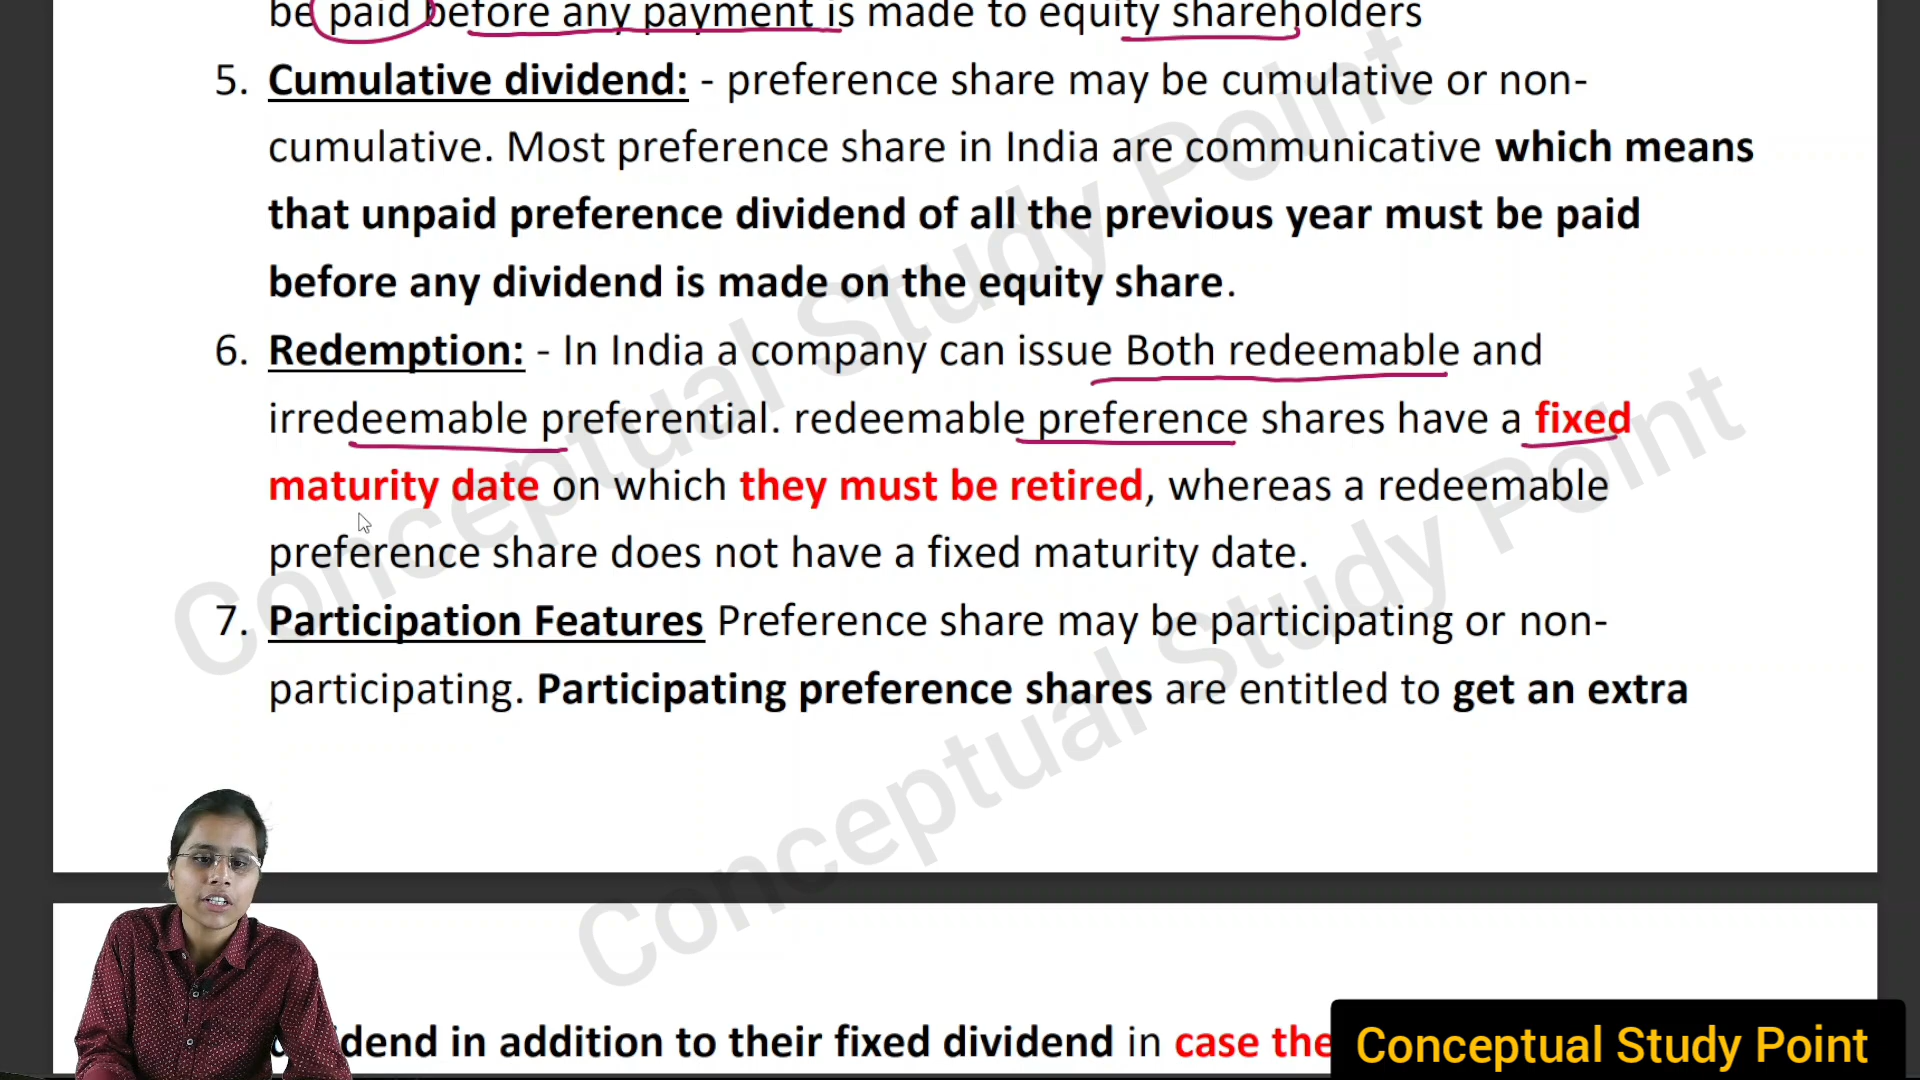 be paid before any payment is made to equity shareholders
5. Cumulative dividend: - preference share may be cumulative or non-
cumulative. Most preference share in India are communicative which means
that unpaid preference dividend of all the previous year must be paid
before any dividend is made on the equity share.
6. Redemption: - In India a company can issue Both redeemable and
irredeemable preferential. redeemable preference shares have a fixed
maturity date on which they must be retired, whereas a redeemable
preference share does not have a fixed maturity date.
7. Participation Features Preference share may be participating or non-
participating. Participating preference shares are entitled to get an extra
dend in addition to their fixed dividend in case the
Conceptual Study Point
Conceptual Study Point
Conceptual Study Point